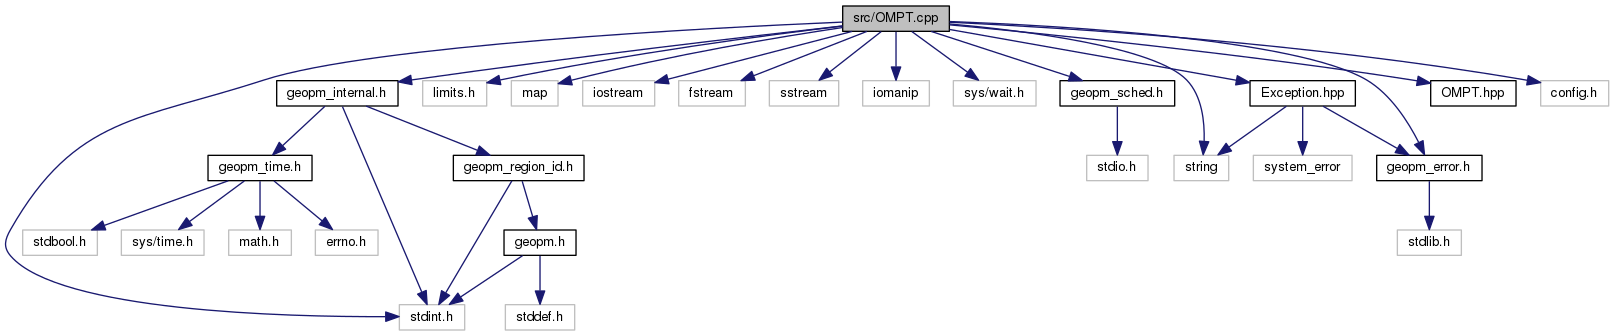 src/OMPT.cpp
geopm_internal.h
limits.h
map
iostream
fstream
sstream
iomanip
sys/wait.h
geopm_sched.h
Exception.hpp
OMPT.hpp
config.h
geopm_time.h
geopm_region_id.h
stdio.h
string
system_error
geopm_error.h
stdbool.h
sys/time.h
math.h
errno.h
geopm.h
stdlib.h
stdint.h
stddef.h